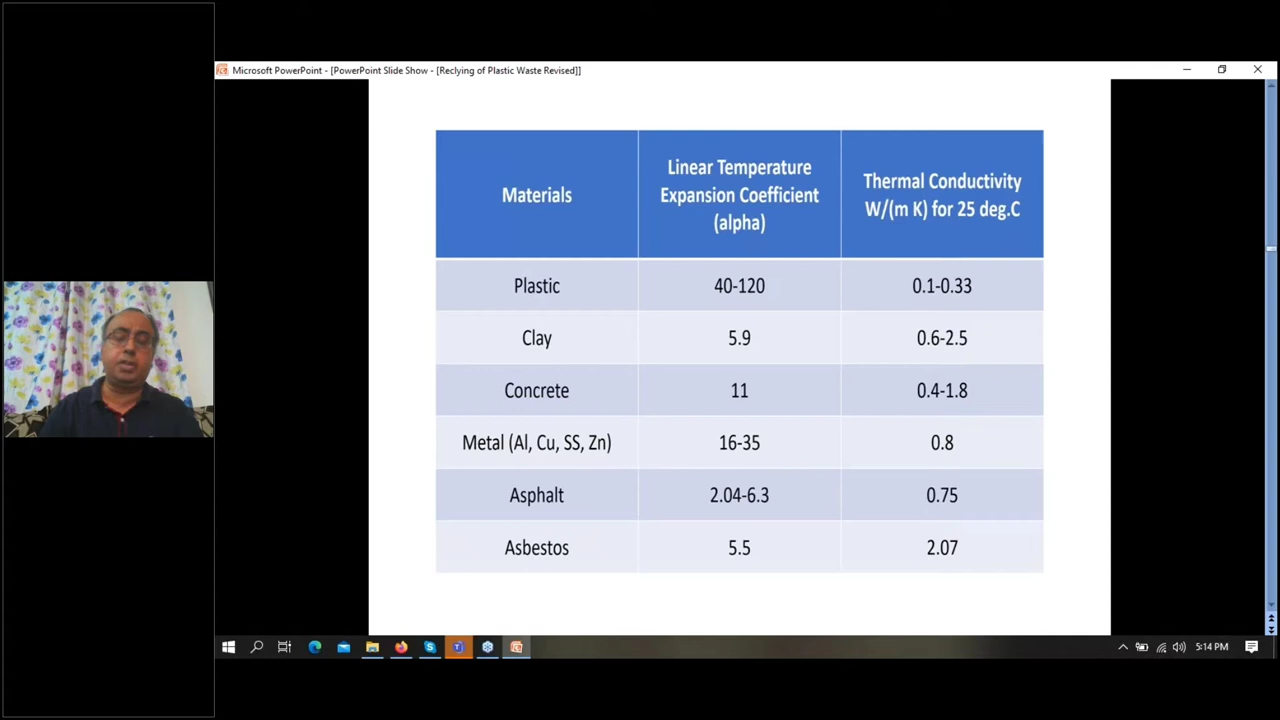 Microsoft PowerPoint - [PowerPoint Slide Show - [Reclying of Plastic Waste Revised]]
Materials
Linear Temperature
Expansion Coefficient
(alpha)
Thermal Conductivity
W/(m K) for 25 deg.C
Plastic
40-120
0.1-0.33
Clay
5.9
0.6-2.5
Concrete
11
0.4-1.8
Metal (Al, Cu, SS, Zn)
16-35
0.8
Asphalt
2.04-6.3
0.75
Asbestos
5.5
2.07
5:14 PM